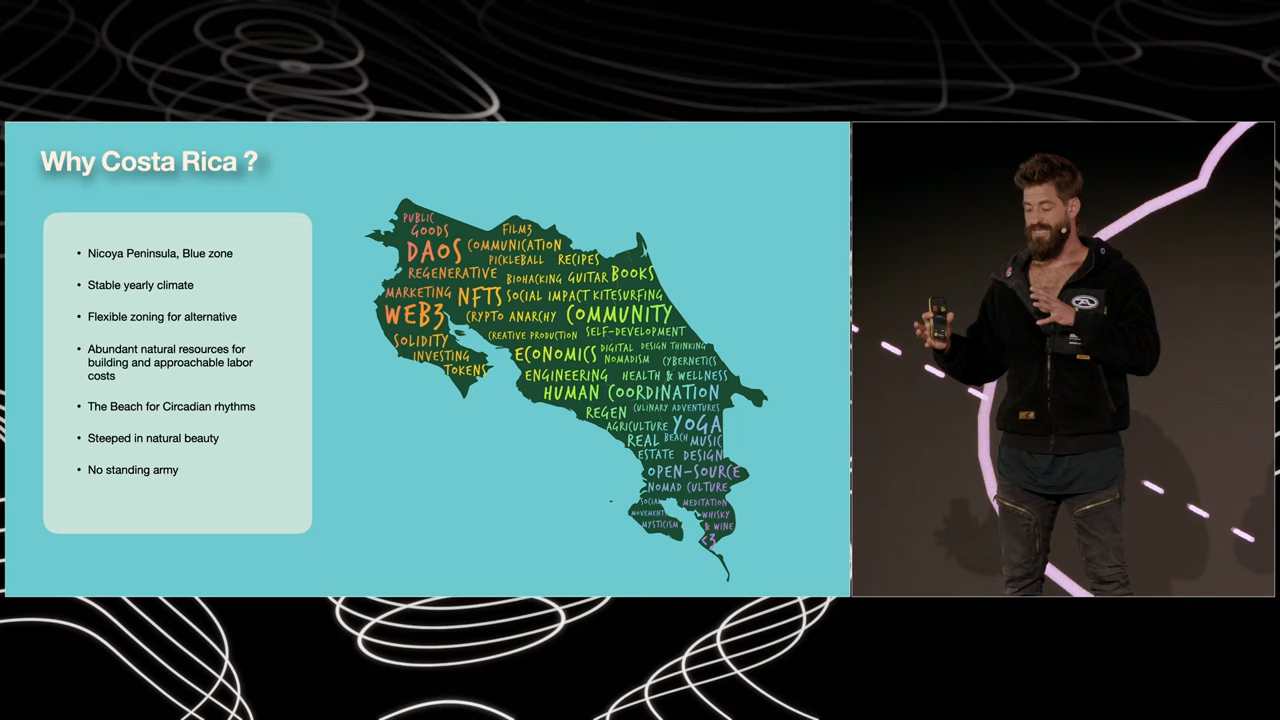 Why Costa Rica ?
• Nicoya Peninsula, Blue zone
• Stable yearly climate
• Flexible zoning for alternative
• Abundant natural resources for
building and approachable labor
costs
• The Beach for Circadian rhythms
• Steeped in natural beauty
• No standing army
PUBLIC
GOODS
FILM3
DAOS COMMUNICATION
PICKLEBALL RECIPES
REGENERATIVE BIOHACKING GUITAR BOOKS
MARKETING NFTS SOCIAL IMPACT KITESURFING
WEB3 CRYPTO ANARCHY COMMUNITY
SOLIDITY CREATIVE PRODUCTION SELF-DEVELOPMENT
INVESTING ECONOMICS DIGITAL DESIGN THINKING
NOMADISM CYBERNETICS
TOKENS ENGINEERING HEALTH & WELLNESS
HUMAN COORDINATION
REGEN CULINARY ADVENTURES
AGRICULTURE YOGA
REAL BEACH MUSIC
ESTATE DESIGN
OPEN-SOURCE
NOMAD CULTURE
SOCIAL MEDITATION
MOVEMENTS WHISKY
MYSTICISM & WINE
<3